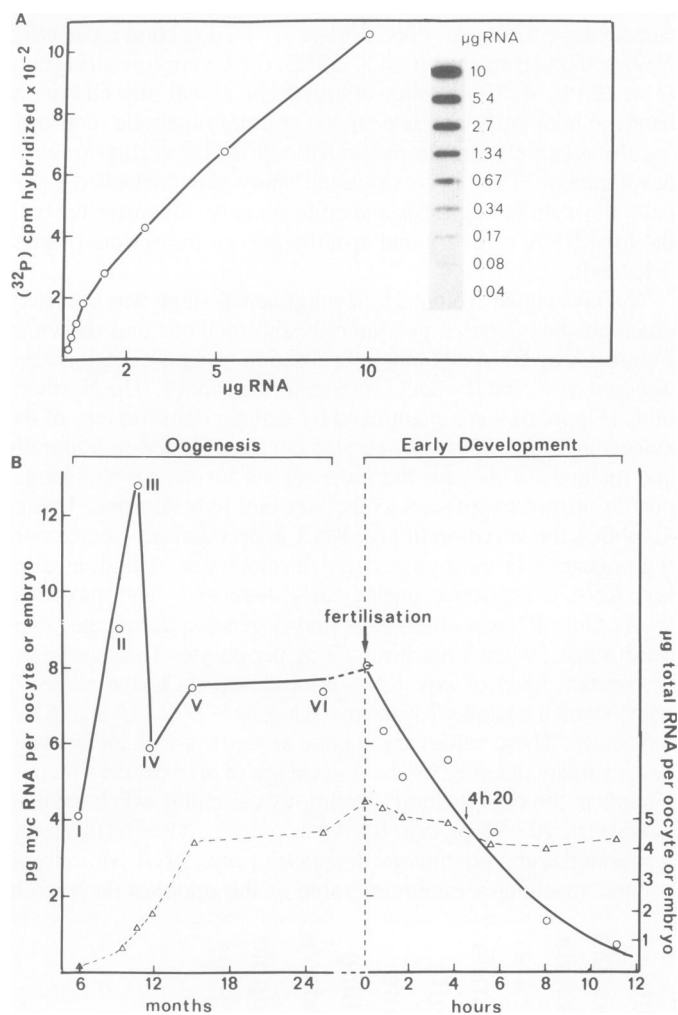 A
(³²P) cpm hybridized x 10⁻²
10
8
6
4
2
2
5
10
µg RNA
µg RNA
10
5.4
2.7
1.34
0.67
0.34
0.17
0.08
0.04
Oogenesis
Early Development
B
pg myc RNA per oocyte or embryo
12
10
8
6
4
2
III
II
I
IV
V
VI
fertilisation
4h20
µg total RNA per oocyte or embryo
5
4
3
2
1
6 12 18 24 0 2 4 6 8 10 12
months
hours